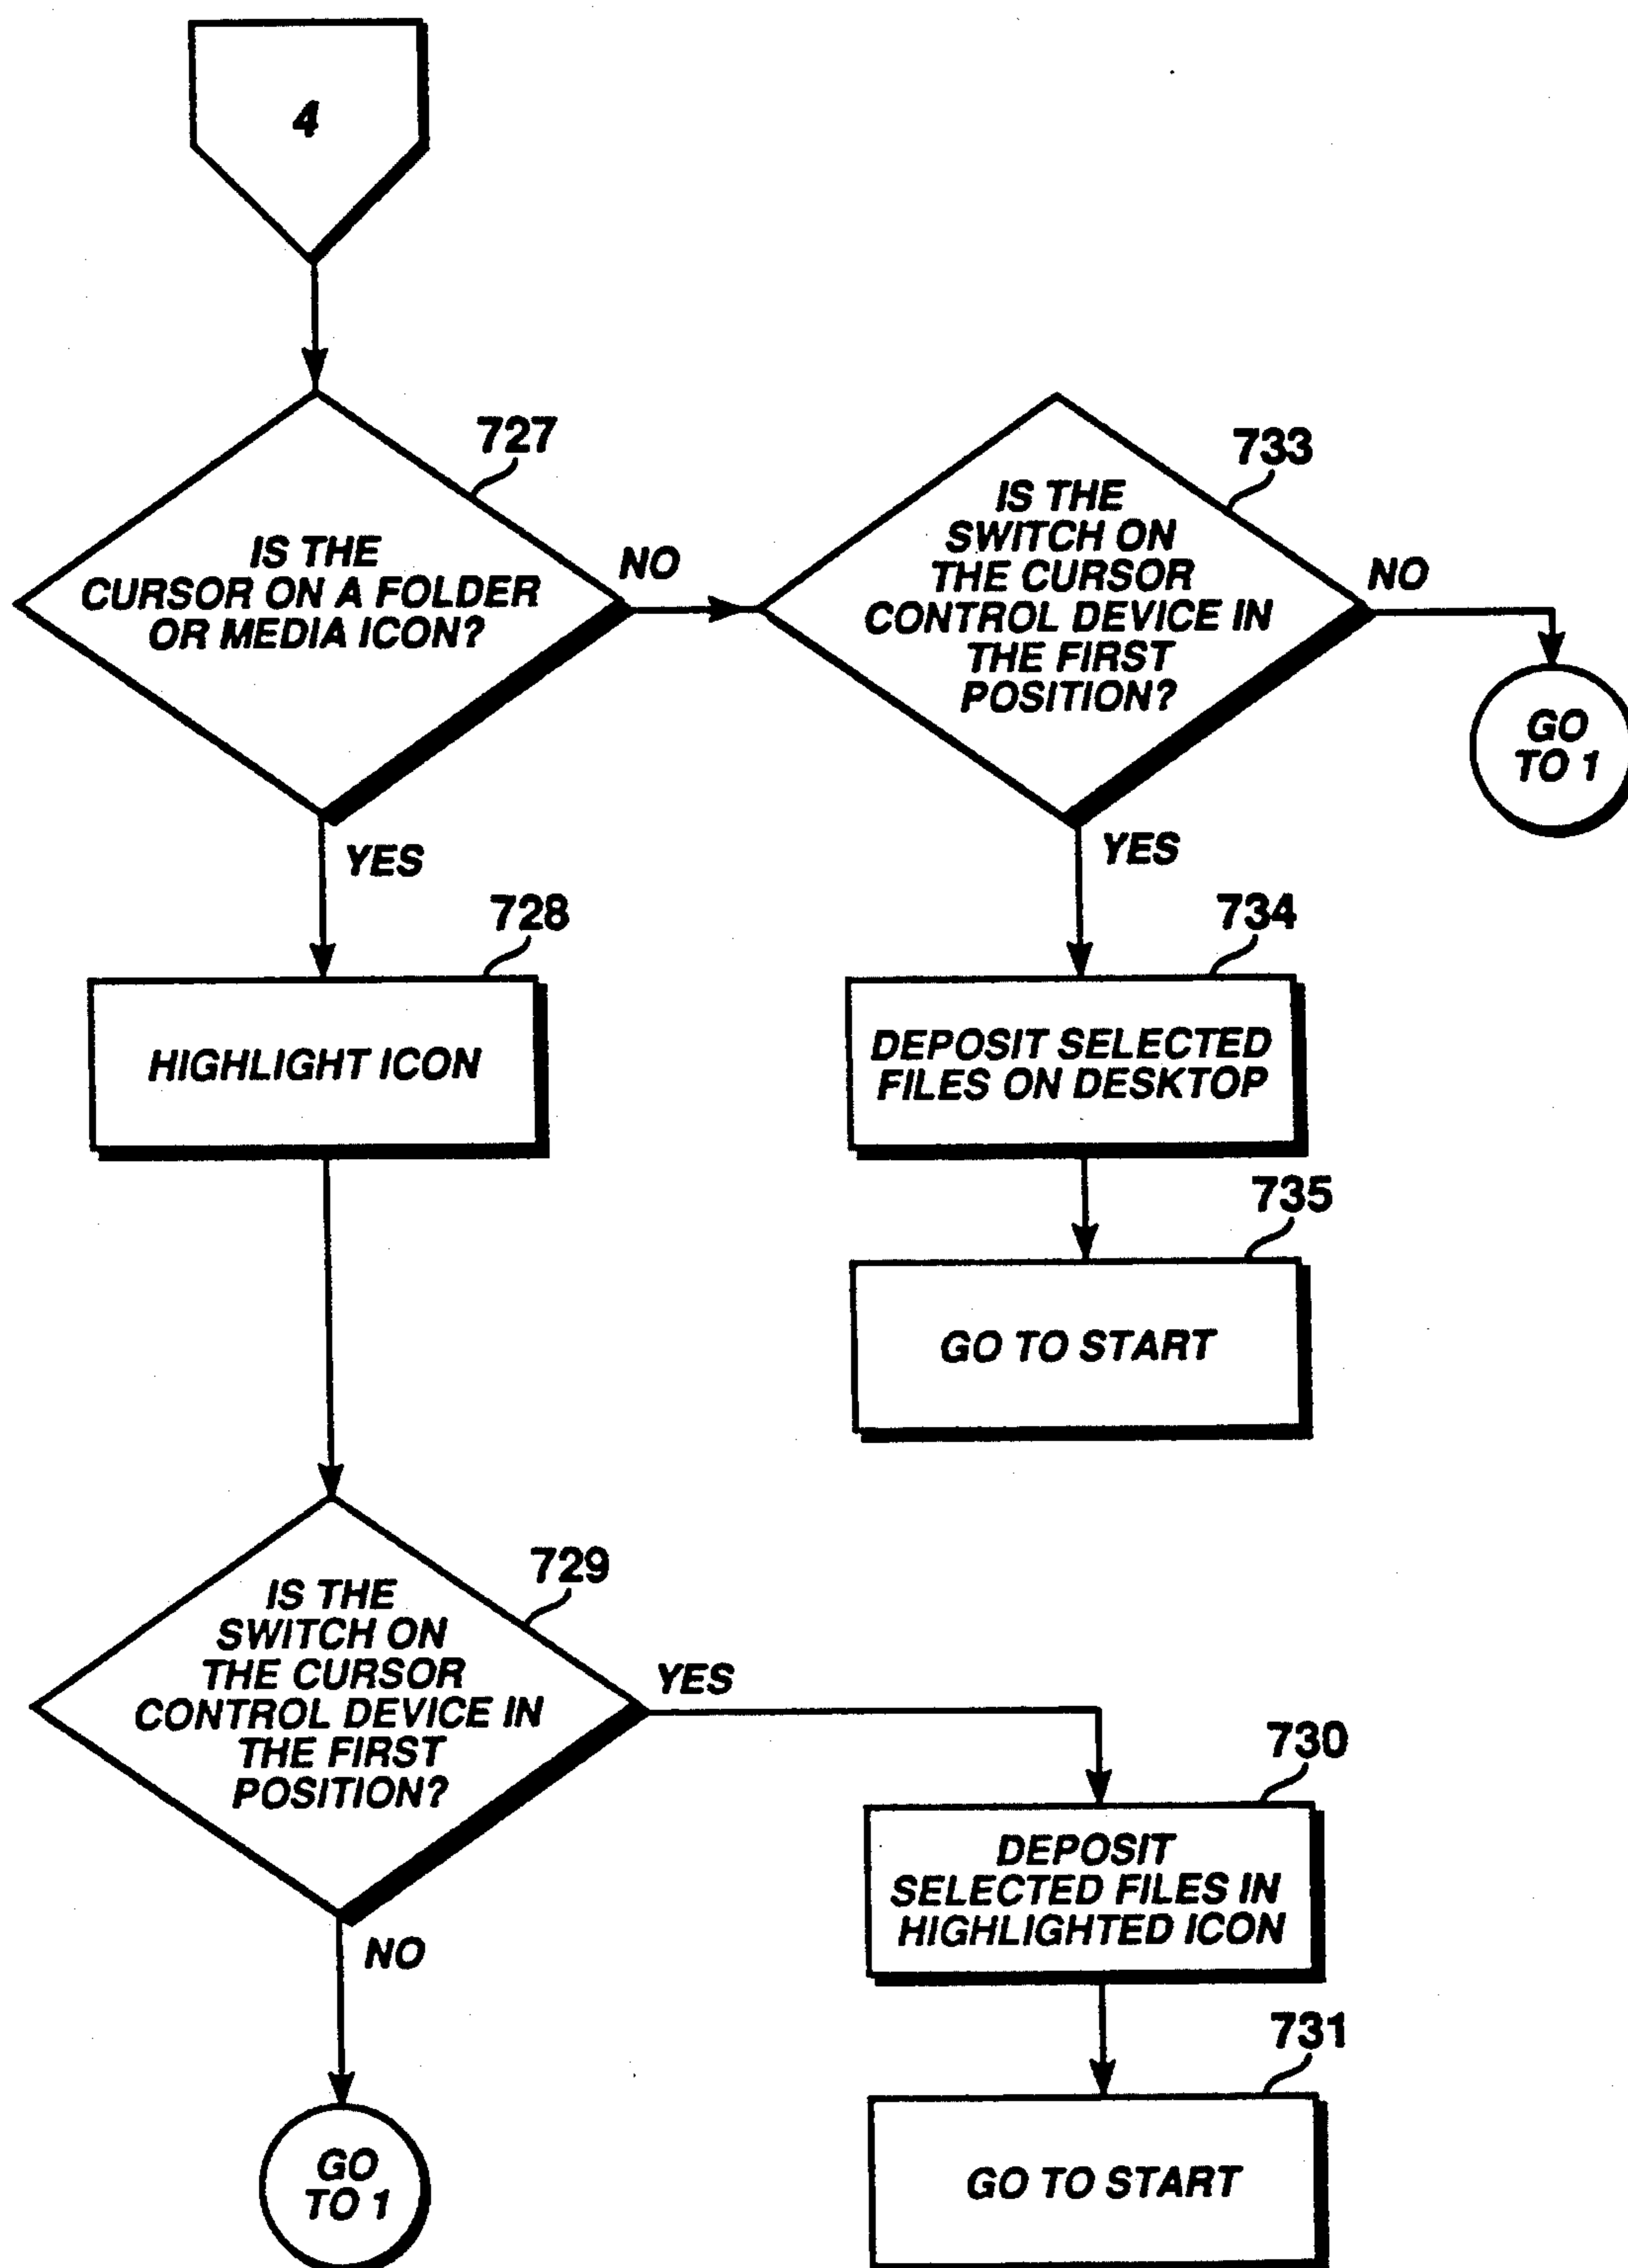 4
727
IS THE
CURSOR ON A FOLDER
OR MEDIA ICON?
NO
733
IS THE
SWITCH ON
THE CURSOR
CONTROL DEVICE IN
THE FIRST
POSITION?
NO
GO
TO 1
YES
YES
728
HIGHLIGHT ICON
734
DEPOSIT SELECTED
FILES ON DESKTOP
735
GO TO START
729
IS THE
SWITCH ON
THE CURSOR
CONTROL DEVICE IN
THE FIRST
POSITION?
YES
730
DEPOSIT
SELECTED FILES IN
HIGHLIGHTED ICON
NO
731
GO TO START
GO
TO 1